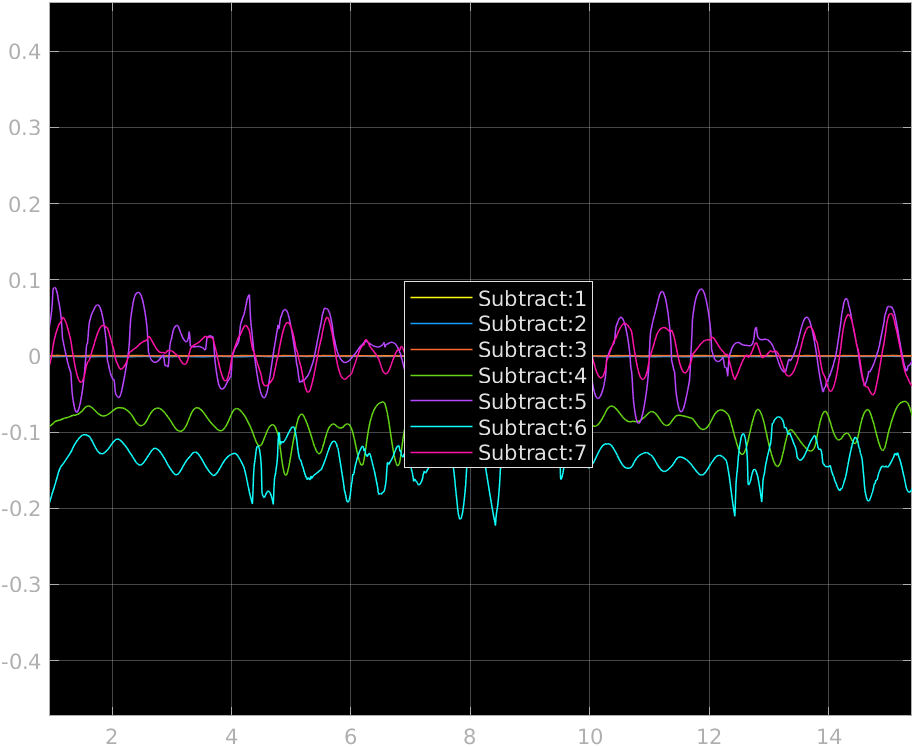 0.4
0.3
0.2
0.1
0
-0.1
-0.2
-0.3
-0.4
Subtract:1
Subtract:2
Subtract:3
Subtract:4
Subtract:5
Subtract:6
Subtract:7
2 4 6 8 10 12 14